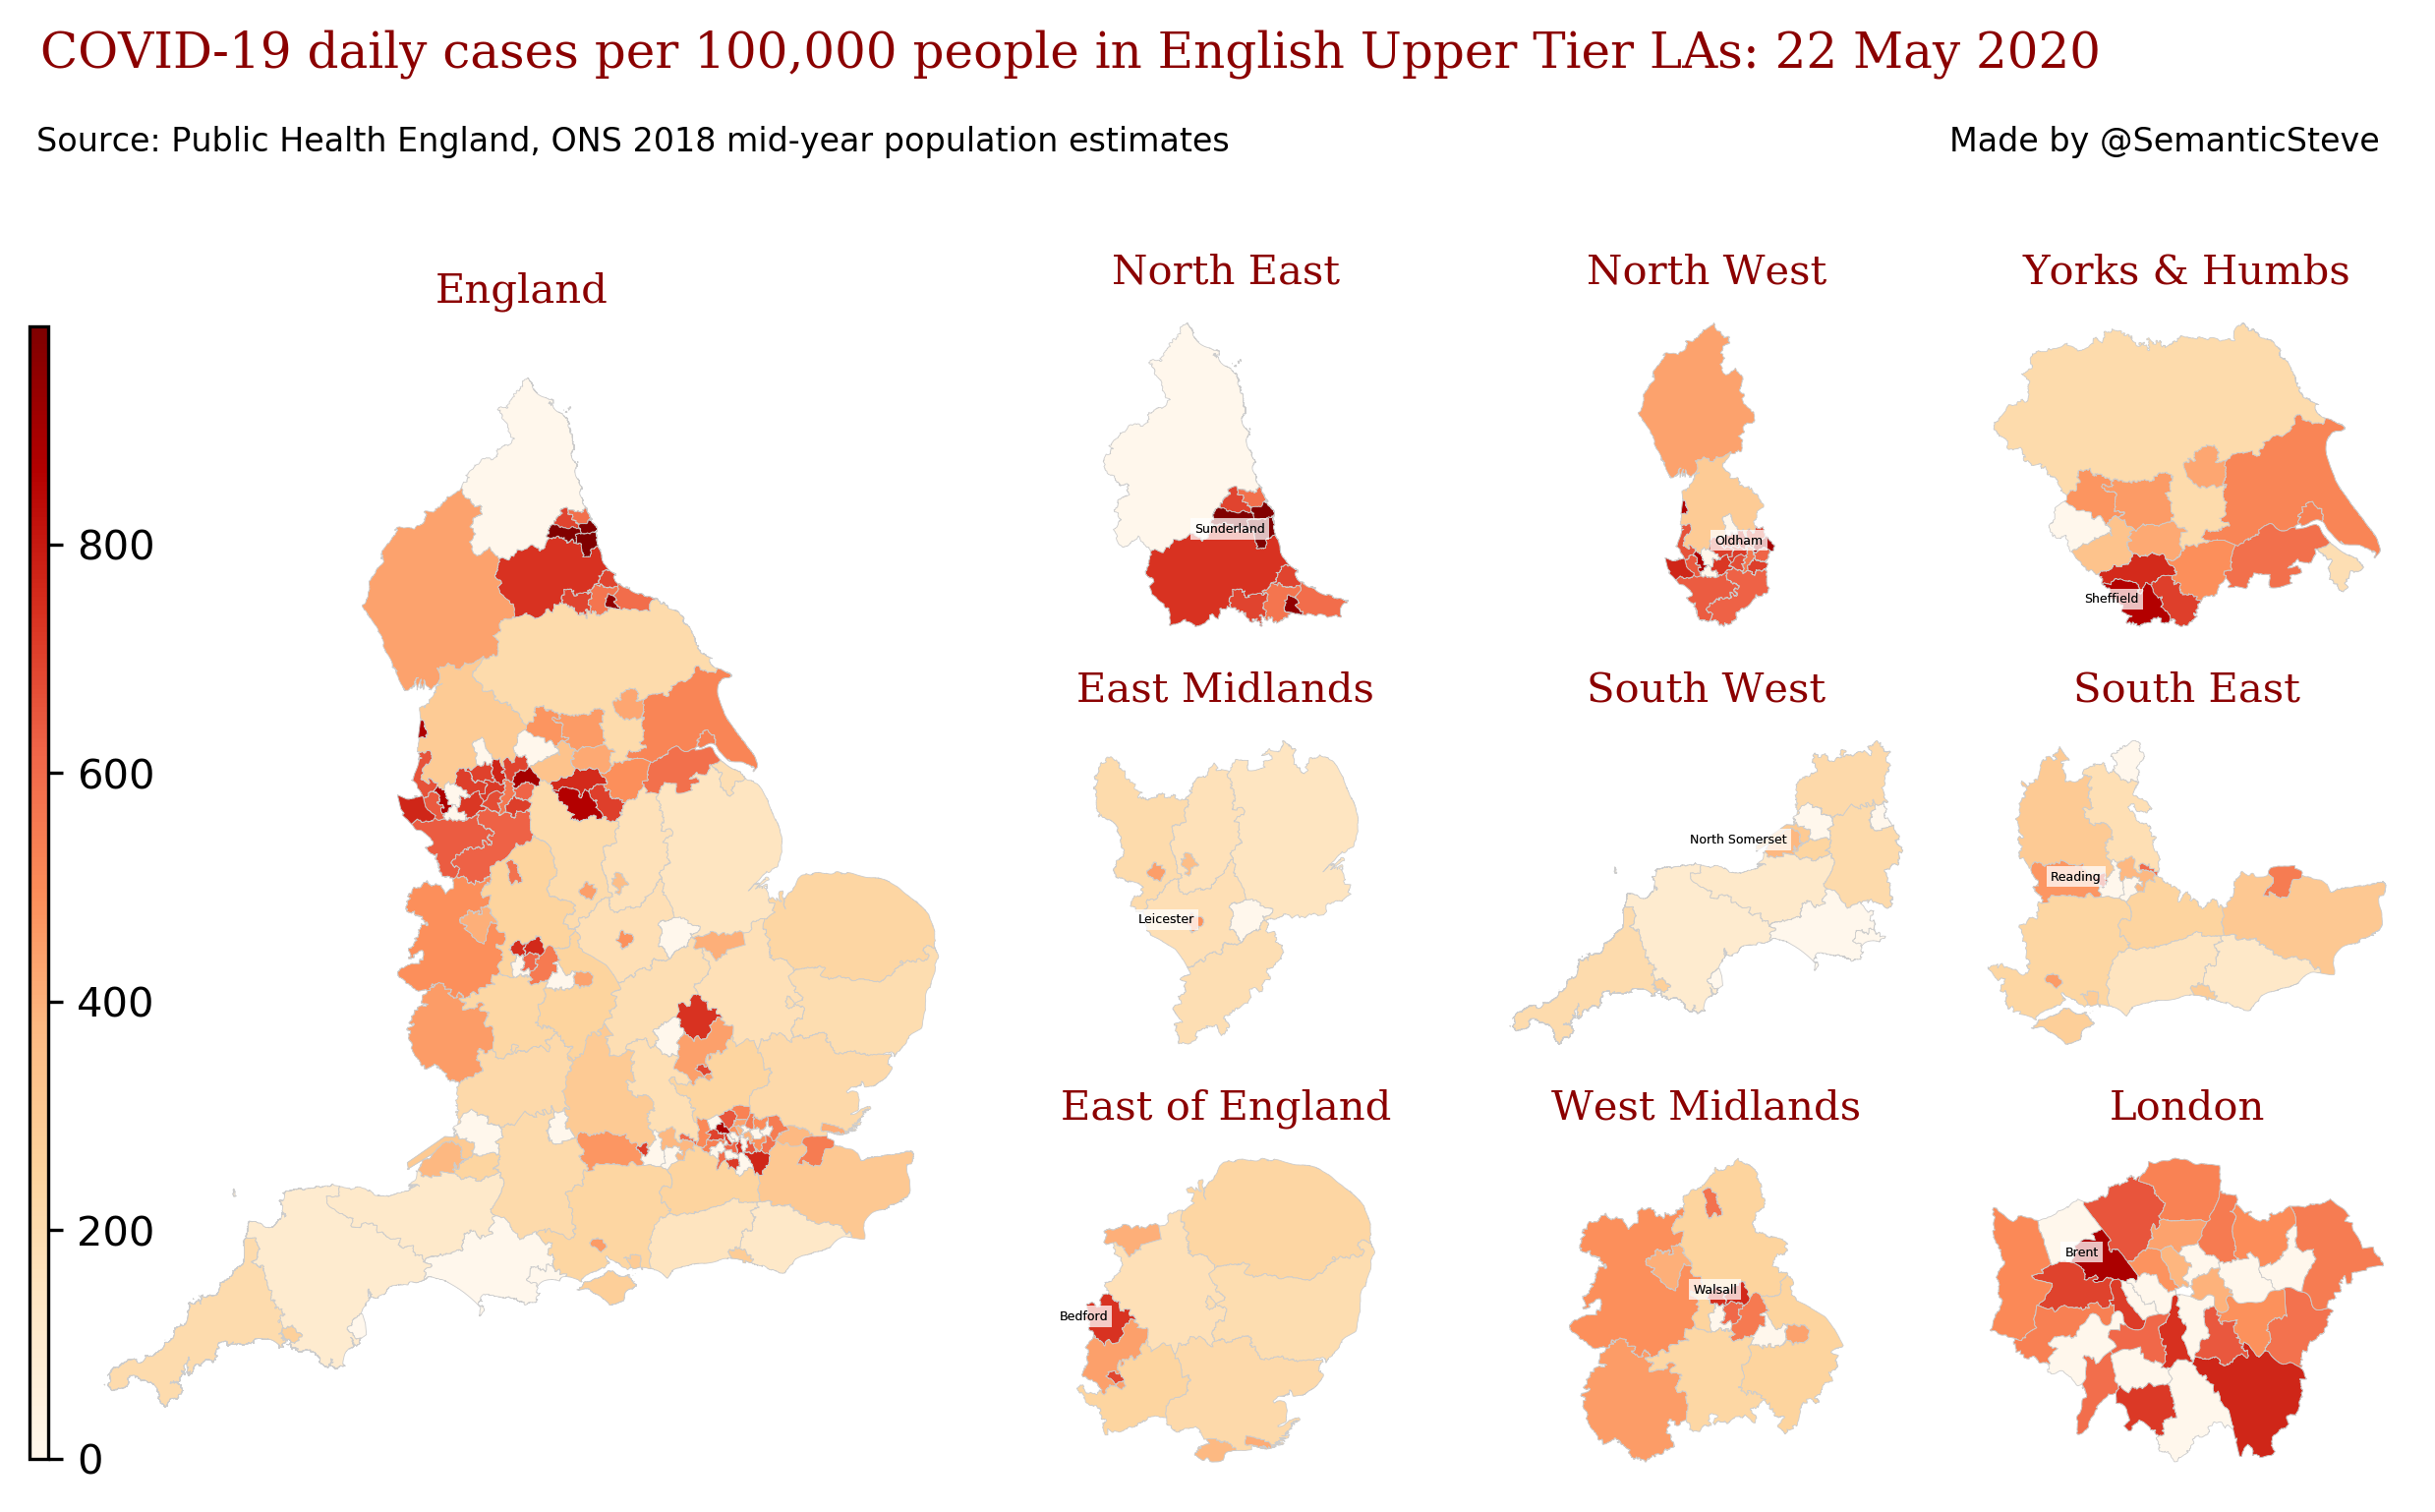 COVID-19 daily cases per 100,000 people in English Upper Tier LAs: 22 May 2020
Source: Public Health England, ONS 2018 mid-year population estimates
Made by @SemanticSteve
England
North East
North West
Yorks & Humbs
800
600
400
200
0
Sunderland
Oldham
Sheffield
East Midlands
South West
South East
Leicester
North Somerset
Reading
East of England
West Midlands
London
Bedford
Walsall
Brent